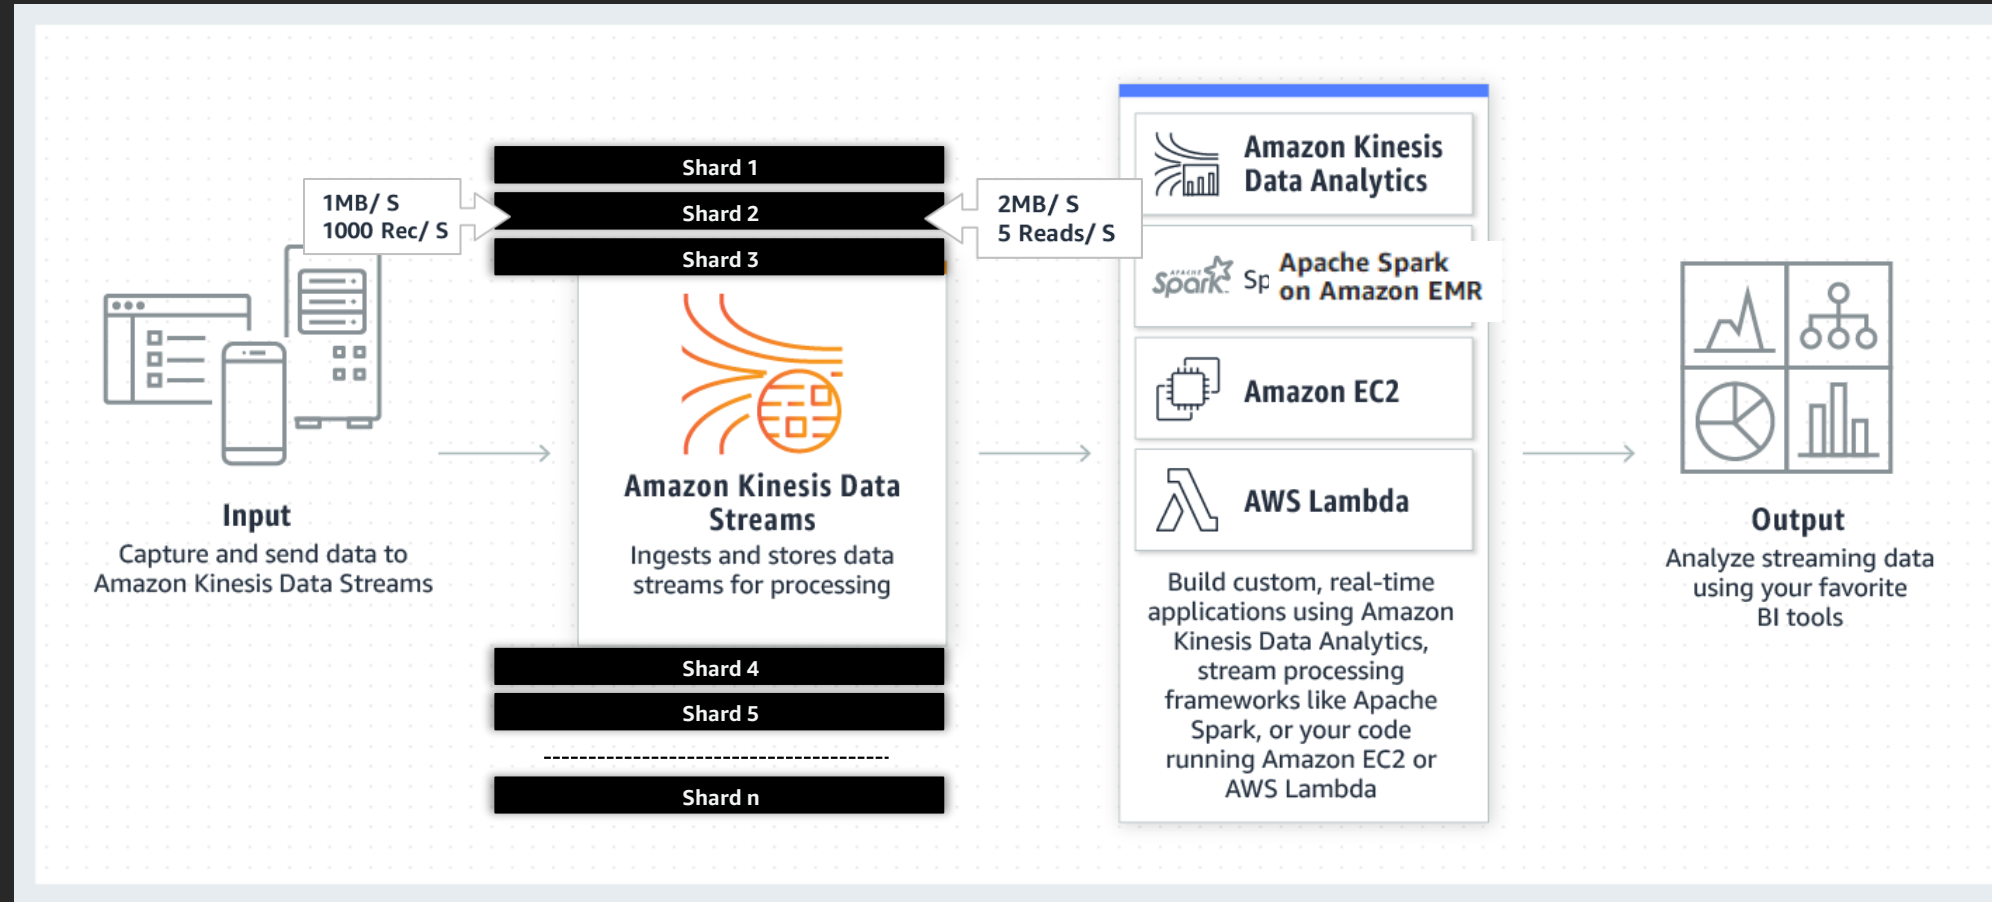 Shard 1
Shard 2
Shard 3
1MB/ S
1000 Rec/ S
2MB/ S
5 Reads/ S
Input
Capture and send data to
Amazon Kinesis Data Streams
Amazon Kinesis Data
Streams
Ingests and stores data
streams for processing
Shard 4
Shard 5
Shard n
Amazon Kinesis
Data Analytics
APACHE
Spark
Sp
Apache Spark
on Amazon EMR
Amazon EC2
AWS Lambda
Build custom, real-time
applications using Amazon
Kinesis Data Analytics,
stream processing
frameworks like Apache
Spark, or your code
running Amazon EC2 or
AWS Lambda
Output
Analyze streaming data
using your favorite
BI tools